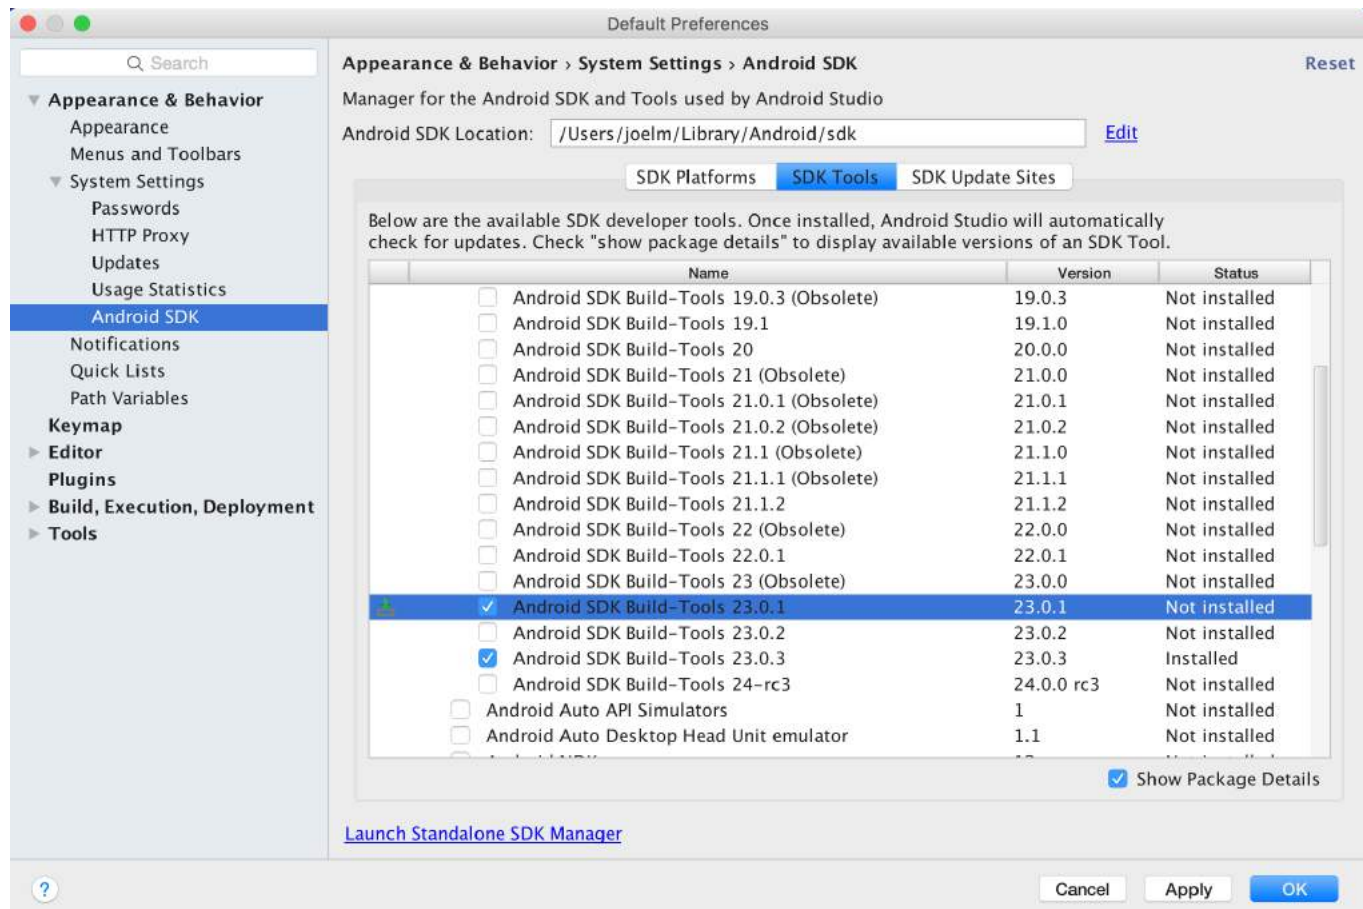 Default Preferences
Search
Appearance & Behavior
Appearance
Menus and Toolbars
System Settings
Passwords
HTTP Proxy
Updates
Usage Statistics
Android SDK
Notifications
Quick Lists
Path Variables
Keymap
Editor
Plugins
Build, Execution, Deployment
Tools
Appearance & Behavior › System Settings › Android SDK
Reset
Manager for the Android SDK and Tools used by Android Studio
Android SDK Location: /Users/joelm/Library/Android/sdk Edit
SDK Platforms SDK Tools SDK Update Sites
Below are the available SDK developer tools. Once installed, Android Studio will automatically
check for updates. Check "show package details" to display available versions of an SDK Tool.
Name Version Status
Android SDK Build-Tools 19.0.3 (Obsolete) 19.0.3 Not installed
Android SDK Build-Tools 19.1 19.1.0 Not installed
Android SDK Build-Tools 20 20.0.0 Not installed
Android SDK Build-Tools 21 (Obsolete) 21.0.0 Not installed
Android SDK Build-Tools 21.0.1 (Obsolete) 21.0.1 Not installed
Android SDK Build-Tools 21.0.2 (Obsolete) 21.0.2 Not installed
Android SDK Build-Tools 21.1 (Obsolete) 21.1.0 Not installed
Android SDK Build-Tools 21.1.1 (Obsolete) 21.1.1 Not installed
Android SDK Build-Tools 21.1.2 21.1.2 Not installed
Android SDK Build-Tools 22 (Obsolete) 22.0.0 Not installed
Android SDK Build-Tools 22.0.1 22.0.1 Not installed
Android SDK Build-Tools 23 (Obsolete) 23.0.0 Not installed
Android SDK Build-Tools 23.0.1 23.0.1 Not installed
Android SDK Build-Tools 23.0.2 23.0.2 Not installed
Android SDK Build-Tools 23.0.3 23.0.3 Installed
Android SDK Build-Tools 24-rc3 24.0.0 rc3 Not installed
Android Auto API Simulators 1 Not installed
Android Auto Desktop Head Unit emulator 1.1 Not installed
Show Package Details
Launch Standalone SDK Manager
?
Cancel Apply OK